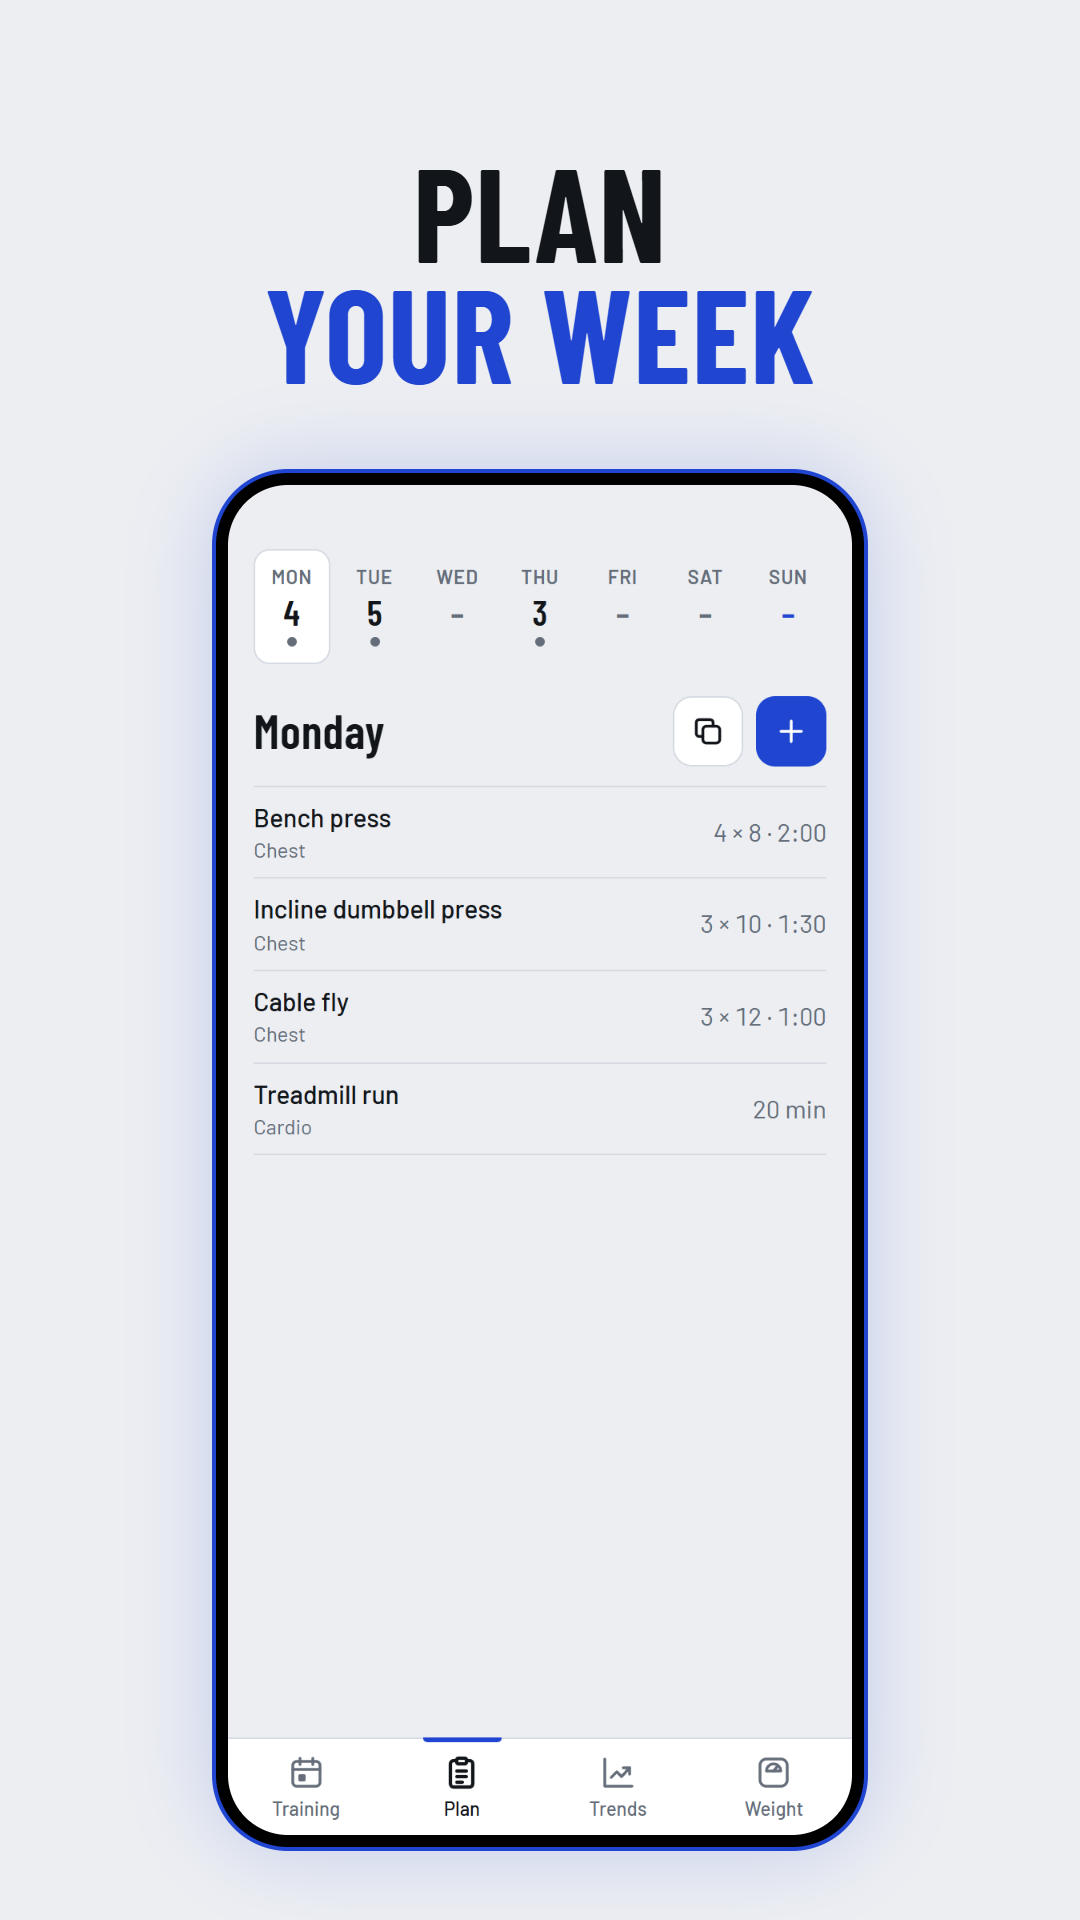 PLAN
YOUR WEEK
MON TUE WED THU FRI SAT SUN
4 5 – 3 – – –
Monday
Bench press
Chest
4 × 8 · 2:00
Incline dumbbell press
Chest
3 × 10 · 1:30
Cable fly
Chest
3 × 12 · 1:00
Treadmill run
Cardio
20 min
Training Plan Trends Weight